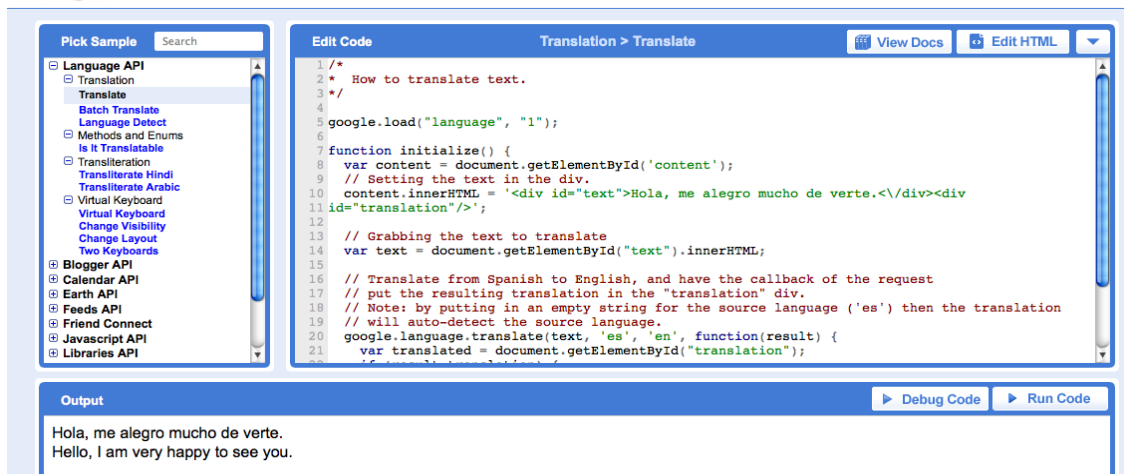 Pick Sample
Search
Language API
Translation
Translate
Batch Translate
Language Detect
Methods and Enums
Is It Translatable
Transliteration
Transliterate Hindi
Transliterate Arabic
Virtual Keyboard
Virtual Keyboard
Change Visibility
Change Layout
Two Keyboards
Blogger API
Calendar API
Earth API
Feeds API
Friend Connect
Javascript API
Libraries API
Edit Code
Translation > Translate
View Docs
Edit HTML
1 /*
2 *  How to translate text.
3 */
4
5 google.load("language", "1");
6
7 function initialize() {
8   var content = document.getElementById('content');
9   // Setting the text in the div.
10   content.innerHTML = '<div id="text">Hola, me alegro mucho de verte.<\/div><div
11 id="translation"/>';
12
13   // Grabbing the text to translate
14   var text = document.getElementById("text").innerHTML;
15
16   // Translate from Spanish to English, and have the callback of the request
17   // put the resulting translation in the "translation" div.
18   // Note: by putting in an empty string for the source language ('es') then the translation
19   // will auto-detect the source language.
20   google.language.translate(text, 'es', 'en', function(result) {
21     var translated = document.getElementById("translation");
Output
Debug Code
Run Code
Hola, me alegro mucho de verte.
Hello, I am very happy to see you.